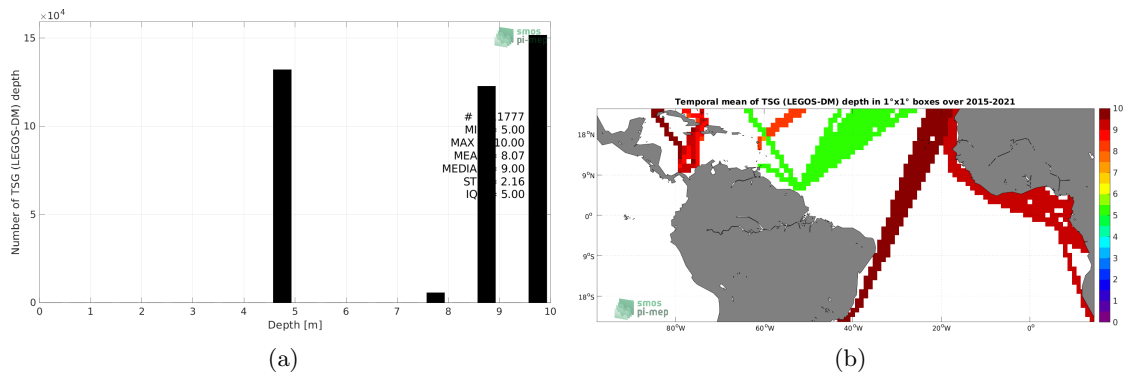 ×10⁴
smos
pi-mep
15
10
5
0
Number of TSG (LEGOS-DM) depth
# 1777
MI 5.00
MAX 10.00
MEA 8.07
MEDIA 9.00
ST 2.16
IQ 5.00
0 1 2 3 4 5 6 7 8 9 10
Depth [m]
(a)
Temporal mean of TSG (LEGOS-DM) depth in 1°x1° boxes over 2015-2021
18°N
9°N
0°
9°S
18°S
80°W 60°W 40°W 20°W 0°
10
9
8
7
6
5
4
3
2
1
0
smos
pi-mep
(b)